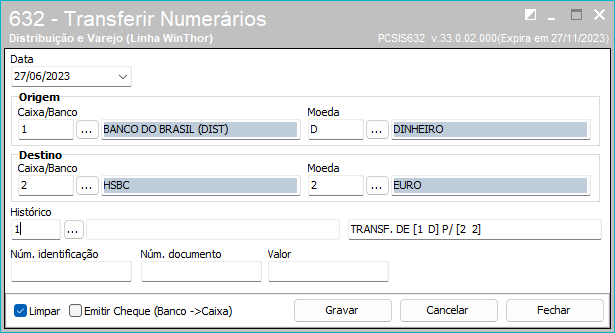 632 - Transferir Numerários
Distribuição e Varejo (Linha WinThor) PCSIS632 v.33.0.02.000(Expira em 27/11/2023)
Data
27/06/2023
Origem
Caixa/Banco Moeda
1 ... BANCO DO BRASIL (DIST) D ... DINHEIRO
Destino
Caixa/Banco Moeda
2 ... HSBC 2 ... EURO
Histórico
1 ... TRANSF. DE [1 D] P/ [2 2]
Núm. identificação Núm. documento Valor
Limpar Emitir Cheque (Banco ->Caixa) Gravar Cancelar Fechar